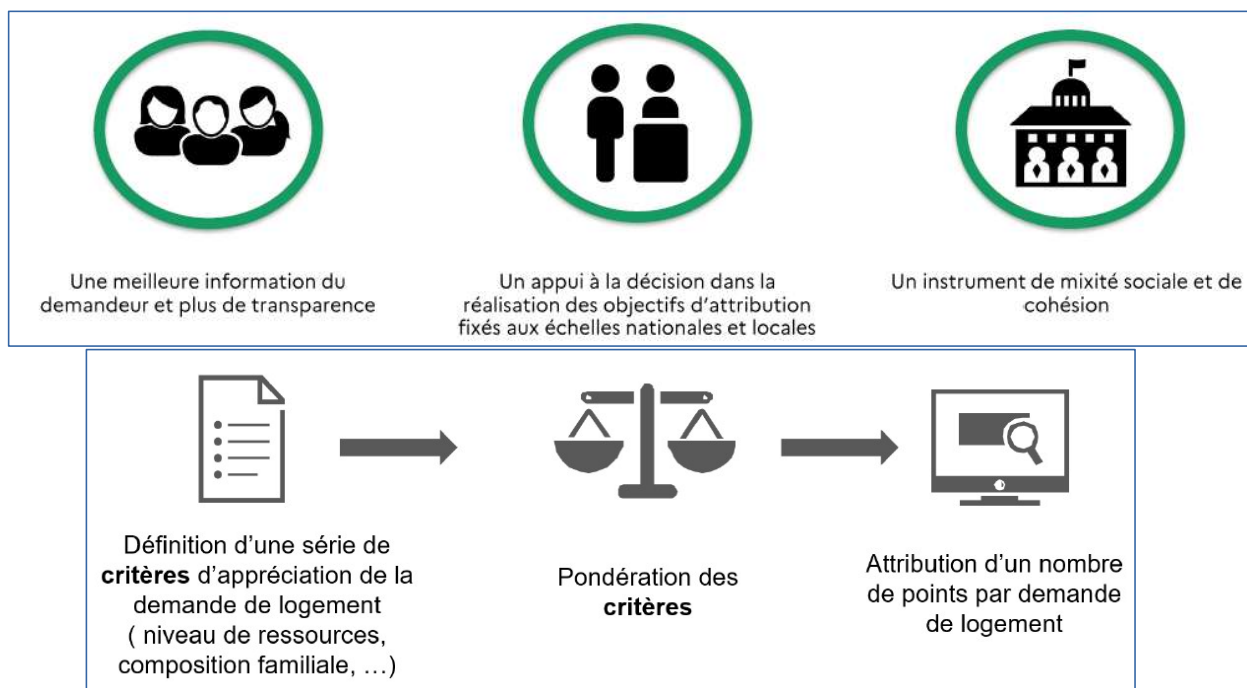 Une meilleure information du
demandeur et plus de transparence
Un appui à la décision dans la
réalisation des objectifs d'attribution
fixés aux échelles nationales et locales
Un instrument de mixité sociale et de
cohésion
Définition d'une série de
critères d'appréciation de la
demande de logement
( niveau de ressources,
composition familiale, …)
Pondération des
critères
Attribution d'un nombre
de points par demande
de logement